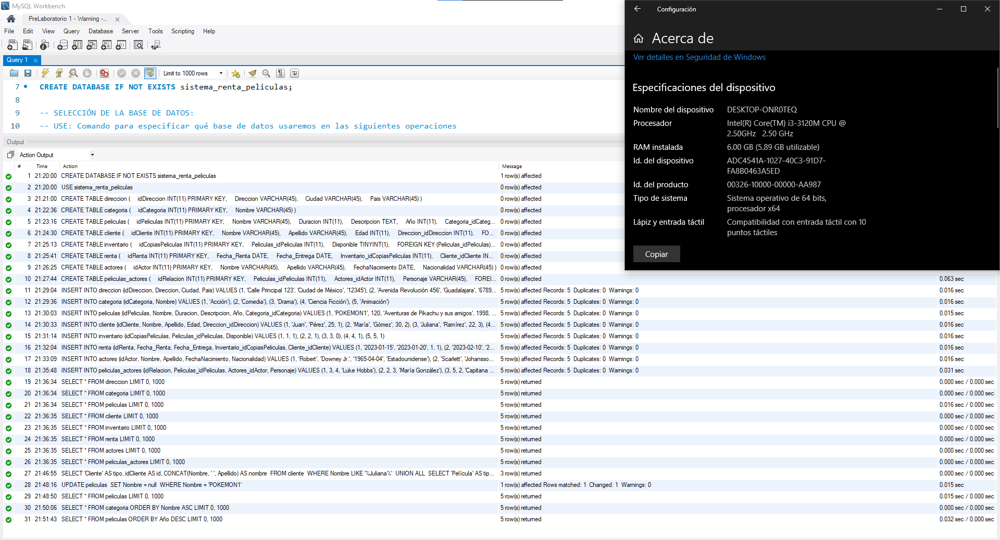 MySQL Workbench
PreLaboratorio 1 - Warning -...
File Edit View Query Database Server Tools Scripting Help
Query 1
Limit to 1000 rows
7 CREATE DATABASE IF NOT EXISTS sistema_renta_peliculas;
8
9 -- SELECCIÓN DE LA BASE DE DATOS:
10 -- USE: Comando para especificar qué base de datos usaremos en las siguientes operaciones
Output
Action Output
# Time Action Message
1 21:20:00 CREATE DATABASE IF NOT EXISTS sistema_renta_peliculas 1 row(s) affected
2 21:20:00 USE sistema_renta_peliculas 0 row(s) affected
3 21:21:00 CREATE TABLE direccion ( idDireccion INT(11) PRIMARY KEY, Direccion VARCHAR(45), Ciudad VARCHAR(45), Pais VARCHAR(45) ) 0 row(s) affected
4 21:22:36 CREATE TABLE categoria ( idCategoria INT(11) PRIMARY KEY, Nombre VARCHAR(45) ) 0 row(s) affected
5 21:23:16 CREATE TABLE peliculas ( idPeliculas INT(11) PRIMARY KEY, Nombre VARCHAR(45), Duracion INT(11), Descripcion TEXT, Año INT(11), Categoria_idCateg... 0 row(s) affected
6 21:24:30 CREATE TABLE cliente ( idCliente INT(11) PRIMARY KEY, Nombre VARCHAR(45), Apellido VARCHAR(45), Edad INT(11), Direccion_idDireccion INT(11), FO... 0 row(s) affected
7 21:25:13 CREATE TABLE inventario ( idCopiasPeliculas INT(11) PRIMARY KEY, Peliculas_idPeliculas INT(11), Disponible TINYINT(1), FOREIGN KEY (Peliculas_idPeliculas)... 0 row(s) affected
8 21:25:41 CREATE TABLE renta ( idRenta INT(11) PRIMARY KEY, Fecha_Renta DATE, Fecha_Entrega DATE, Inventario_idCopiasPeliculas INT(11), Cliente_idCliente IN... 0 row(s) affected
9 21:26:25 CREATE TABLE actores ( idActor INT(11) PRIMARY KEY, Nombre VARCHAR(45), Apellido VARCHAR(45), FechaNacimiento DATE, Nacionalidad VARCHAR(45) ) 0 row(s) affected
10 21:27:44 CREATE TABLE peliculas_actores ( idRelacion INT(11) PRIMARY KEY, Peliculas_idPeliculas INT(11), Actores_idActor INT(11), Personaje VARCHAR(45), FOREI... 0 row(s) affected 0.063 sec
11 21:29:04 INSERT INTO direccion (idDireccion, Direccion, Ciudad, Pais) VALUES (1, 'Calle Principal 123', 'Ciudad de México', '12345'), (2, 'Avenida Revolución 456', 'Guadalajara', '6789... 5 row(s) affected Records: 5 Duplicates: 0 Warnings: 0 0.016 sec
12 21:29:36 INSERT INTO categoria (idCategoria, Nombre) VALUES (1, 'Acción'), (2, 'Comedia'), (3, 'Drama'), (4, 'Ciencia Ficción'), (5, 'Animación') 5 row(s) affected Records: 5 Duplicates: 0 Warnings: 0 0.016 sec
13 21:30:03 INSERT INTO peliculas (idPeliculas, Nombre, Duracion, Descripcion, Año, Categoria_idCategoria) VALUES (1, 'POKEMON1', 120, 'Aventuras de Pikachu y sus amigos', 1998, ... 5 row(s) affected Records: 5 Duplicates: 0 Warnings: 0 0.015 sec
14 21:30:33 INSERT INTO cliente (idCliente, Nombre, Apellido, Edad, Direccion_idDireccion) VALUES (1, 'Juan', 'Pérez', 25, 1), (2, 'María', 'Gómez', 30, 2), (3, 'Juliana', 'Ramírez', 22, 3), (4... 5 row(s) affected Records: 5 Duplicates: 0 Warnings: 0 0.016 sec
15 21:31:14 INSERT INTO inventario (idCopiasPeliculas, Peliculas_idPeliculas, Disponible) VALUES (1, 1, 1), (2, 2, 1), (3, 3, 0), (4, 4, 1), (5, 5, 1) 5 row(s) affected Records: 5 Duplicates: 0 Warnings: 0 0.016 sec
16 21:32:04 INSERT INTO renta (idRenta, Fecha_Renta, Fecha_Entrega, Inventario_idCopiasPeliculas, Cliente_idCliente) VALUES (1, '2023-01-15', '2023-01-20', 1, 1), (2, '2023-02-10', '2... 5 row(s) affected Records: 5 Duplicates: 0 Warnings: 0 0.016 sec
17 21:33:09 INSERT INTO actores (idActor, Nombre, Apellido, FechaNacimiento, Nacionalidad) VALUES (1, 'Robert', 'Downey Jr.', '1965-04-04', 'Estadounidense'), (2, 'Scarlett', 'Johansso... 5 row(s) affected Records: 5 Duplicates: 0 Warnings: 0 0.016 sec
18 21:35:48 INSERT INTO peliculas_actores (idRelacion, Peliculas_idPeliculas, Actores_idActor, Personaje) VALUES (1, 3, 4, 'Luke Hobbs'), (2, 2, 3, 'María González'), (3, 5, 2, 'Capitana ... 5 row(s) affected Records: 5 Duplicates: 0 Warnings: 0 0.031 sec
19 21:36:34 SELECT * FROM direccion LIMIT 0, 1000 5 row(s) returned 0.000 sec / 0.000 sec
20 21:36:34 SELECT * FROM categoria LIMIT 0, 1000 5 row(s) returned 0.000 sec / 0.000 sec
21 21:36:34 SELECT * FROM peliculas LIMIT 0, 1000 5 row(s) returned 0.016 sec / 0.000 sec
22 21:36:35 SELECT * FROM cliente LIMIT 0, 1000 5 row(s) returned 0.000 sec / 0.000 sec
23 21:36:35 SELECT * FROM inventario LIMIT 0, 1000 5 row(s) returned 0.000 sec / 0.000 sec
24 21:36:35 SELECT * FROM renta LIMIT 0, 1000 5 row(s) returned 0.000 sec / 0.000 sec
25 21:36:35 SELECT * FROM actores LIMIT 0, 1000 5 row(s) returned 0.000 sec / 0.000 sec
26 21:36:35 SELECT * FROM peliculas_actores LIMIT 0, 1000 5 row(s) returned 0.000 sec / 0.000 sec
27 21:46:55 SELECT 'Cliente' AS tipo, idCliente AS id, CONCAT(Nombre, ' ', Apellido) AS nombre FROM cliente WHERE Nombre LIKE '%Juliana%' UNION ALL SELECT 'Película' AS tip... 3 row(s) returned 0.000 sec / 0.000 sec
28 21:48:16 UPDATE peliculas SET Nombre = null WHERE Nombre = 'POKEMON1' 1 row(s) affected Rows matched: 1 Changed: 1 Warnings: 0 0.015 sec
29 21:48:50 SELECT * FROM peliculas LIMIT 0, 1000 5 row(s) returned 0.015 sec / 0.000 sec
30 21:50:06 SELECT * FROM categoria ORDER BY Nombre ASC LIMIT 0, 1000 5 row(s) returned 0.000 sec / 0.000 sec
31 21:51:43 SELECT * FROM peliculas ORDER BY Año DESC LIMIT 0, 1000 5 row(s) returned 0.032 sec / 0.000 sec
Configuración
Acerca de
Ver detalles en Seguridad de Windows
Especificaciones del dispositivo
Nombre del dispositivo DESKTOP-ONR0TEQ
Procesador Intel(R) Core(TM) i3-3120M CPU @
2.50GHz 2.50 GHz
RAM instalada 6.00 GB (5.89 GB utilizable)
Id. del dispositivo ADC4541A-1027-40C3-91D7-
FA8B0463A5ED
Id. del producto 00326-10000-00000-AA987
Tipo de sistema Sistema operativo de 64 bits,
procesador x64
Lápiz y entrada táctil Compatibilidad con entrada táctil con 10
puntos táctiles
Copiar